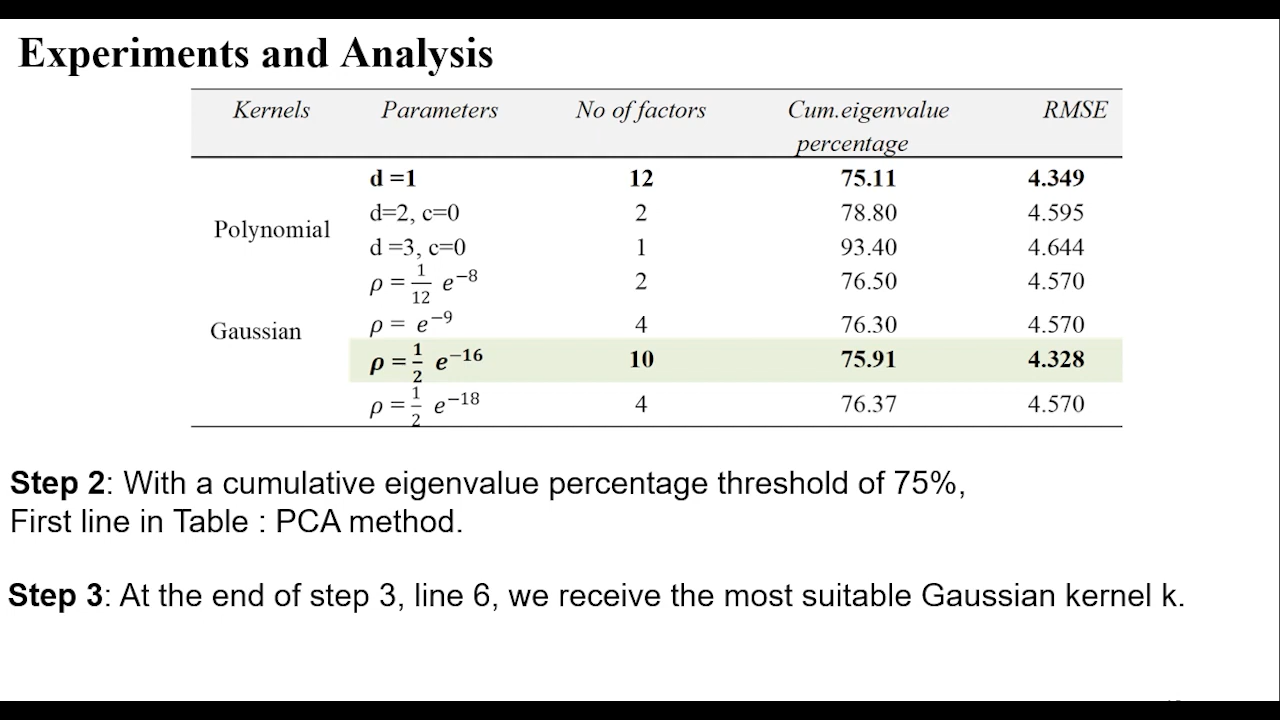 Experiments and Analysis
Kernels Parameters No of factors Cum.eigenvalue percentage RMSE
d =1 12 75.11 4.349
d=2, c=0 2 78.80 4.595
Polynomial
d =3, c=0 1 93.40 4.644
ρ = 1/12 e^−8 2 76.50 4.570
ρ = e^−9 4 76.30 4.570
Gaussian
ρ = 1/2 e^−16 10 75.91 4.328
ρ = 1/2 e^−18 4 76.37 4.570
Step 2: With a cumulative eigenvalue percentage threshold of 75%,
First line in Table : PCA method.
Step 3: At the end of step 3, line 6, we receive the most suitable Gaussian kernel k.